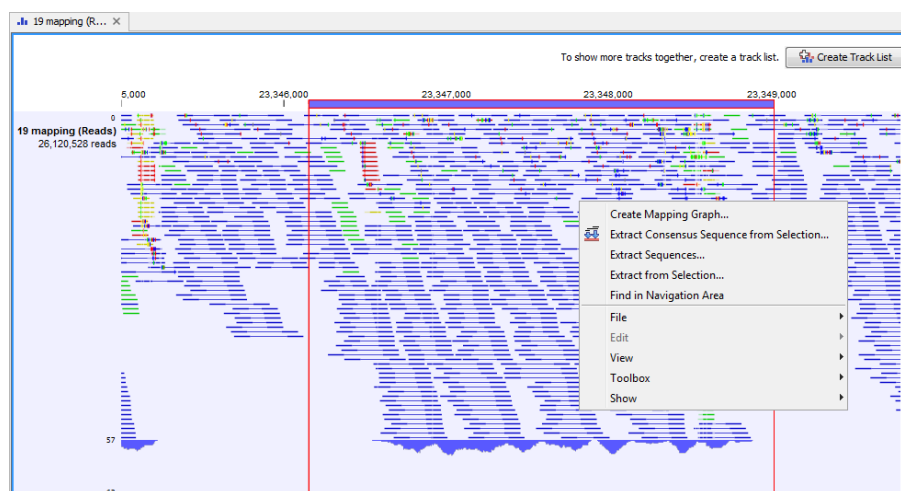 19 mapping (R...
To show more tracks together, create a track list.
Create Track List
5,000
23,346,000
23,347,000
23,348,000
23,349,000
0
19 mapping (Reads)
26,120,528 reads
Create Mapping Graph...
Extract Consensus Sequence from Selection...
Extract Sequences...
Extract from Selection...
Find in Navigation Area
File
Edit
View
Toolbox
Show
57